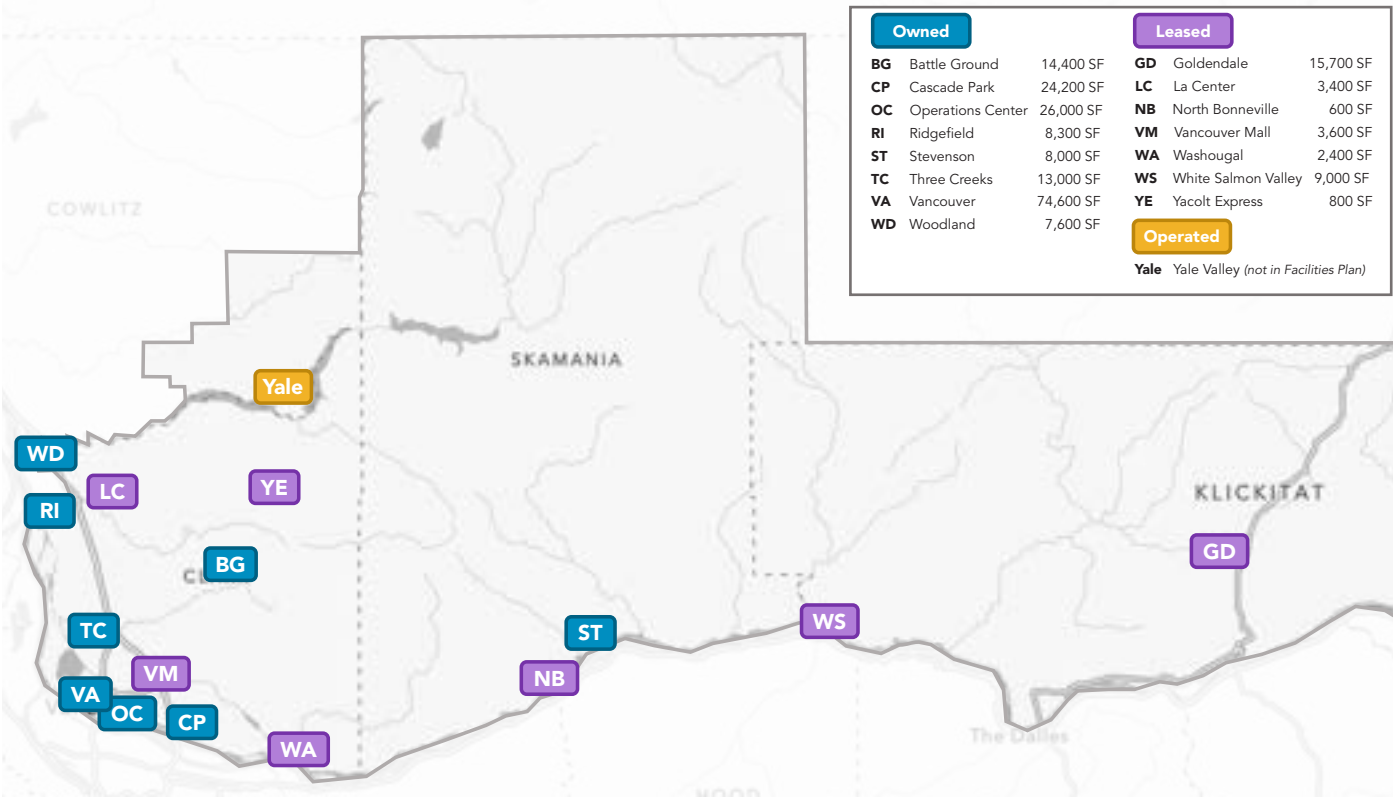 Owned
BG Battle Ground 14,400 SF
CP Cascade Park 24,200 SF
OC Operations Center 26,000 SF
RI Ridgefield 8,300 SF
ST Stevenson 8,000 SF
TC Three Creeks 13,000 SF
VA Vancouver 74,600 SF
WD Woodland 7,600 SF
Leased
GD Goldendale 15,700 SF
LC La Center 3,400 SF
NB North Bonneville 600 SF
VM Vancouver Mall 3,600 SF
WA Washougal 2,400 SF
WS White Salmon Valley 9,000 SF
YE Yacolt Express 800 SF
Operated
Yale Yale Valley (not in Facilities Plan)
COWLITZ
SKAMANIA
Yale
WD
LC
YE
KLICKITAT
RI
GD
BG
TC
ST
WS
VM
NB
VA
OC
CP
WA
The Dalles
HOOD